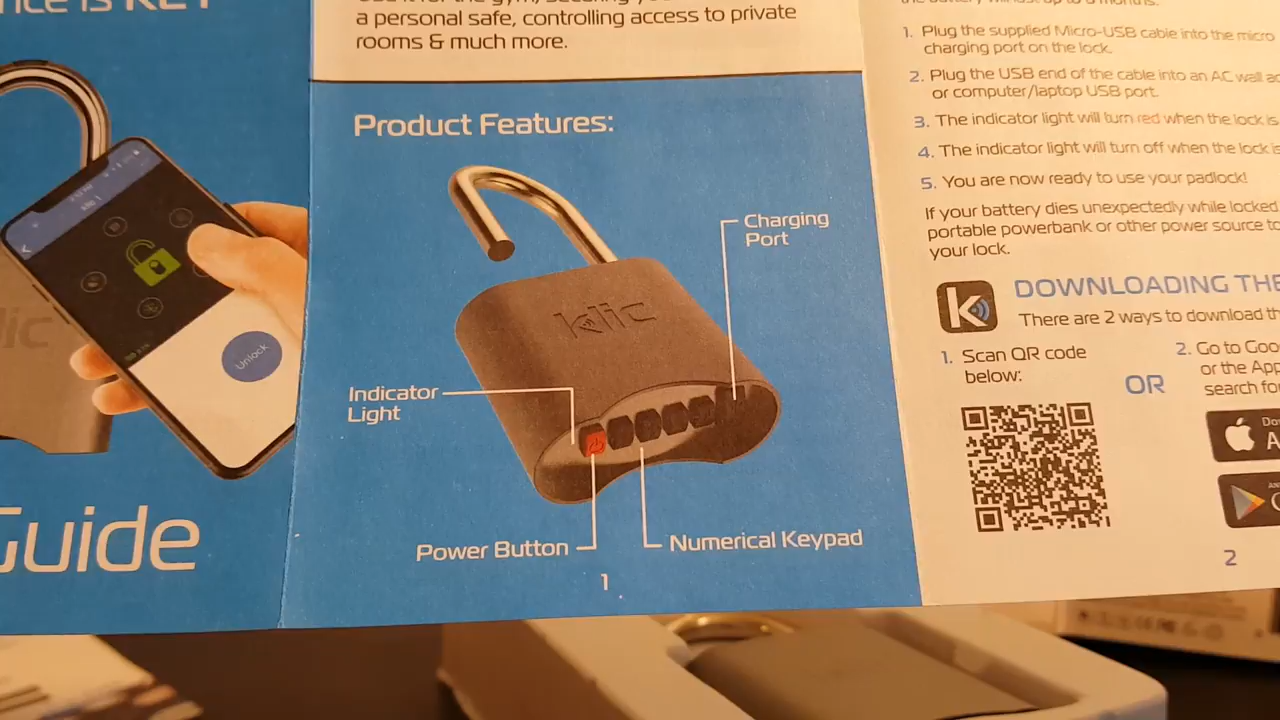 KEY
Guide
Unlock
a personal safe, controlling access to private
rooms & much more.
Product Features:
klic
Charging
Port
Indicator
Light
Power Button
Numerical Keypad
1
1. Plug the supplied Micro-USB cable into the micro
charging port on the lock.
2. Plug the USB end of the cable into an AC wall
or computer/laptop USB port.
3. The indicator light will turn red when the lock is
4. The indicator light will turn off when the lock is
5. You are now ready to use your padlock!
If your battery dies unexpectedly while locked
portable powerbank or other power source to
your lock.
K
DOWNLOADING THE
There are 2 ways to download
1. Scan QR code
below:
OR
2. Go to
or the App
search
2